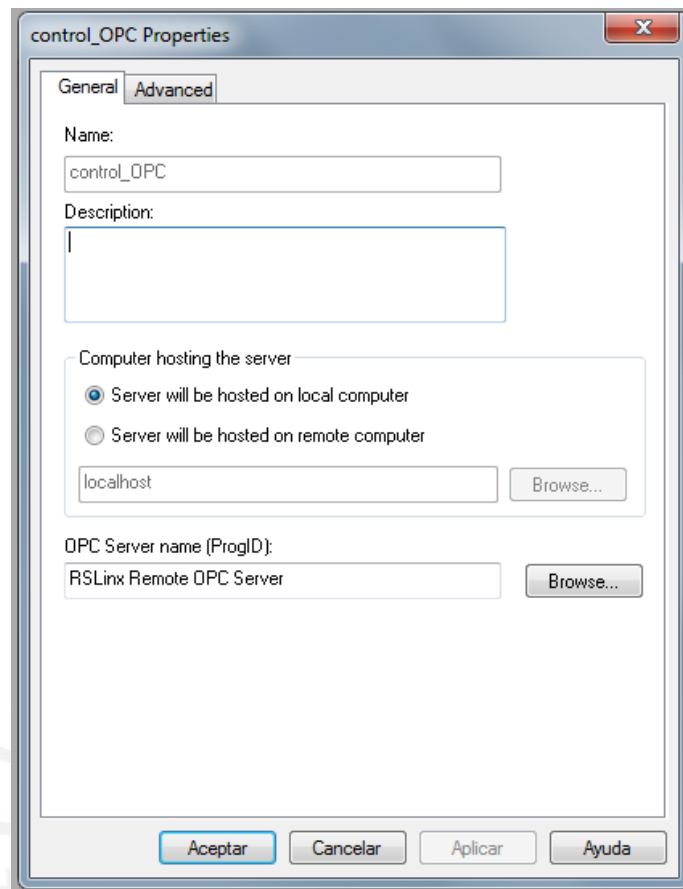 control_OPC Properties
General Advanced
Name:
control_OPC
Description:
Computer hosting the server
Server will be hosted on local computer
Server will be hosted on remote computer
localhost Browse...
OPC Server name (ProgID):
RSLinx Remote OPC Server Browse...
Aceptar Cancelar Aplicar Ayuda